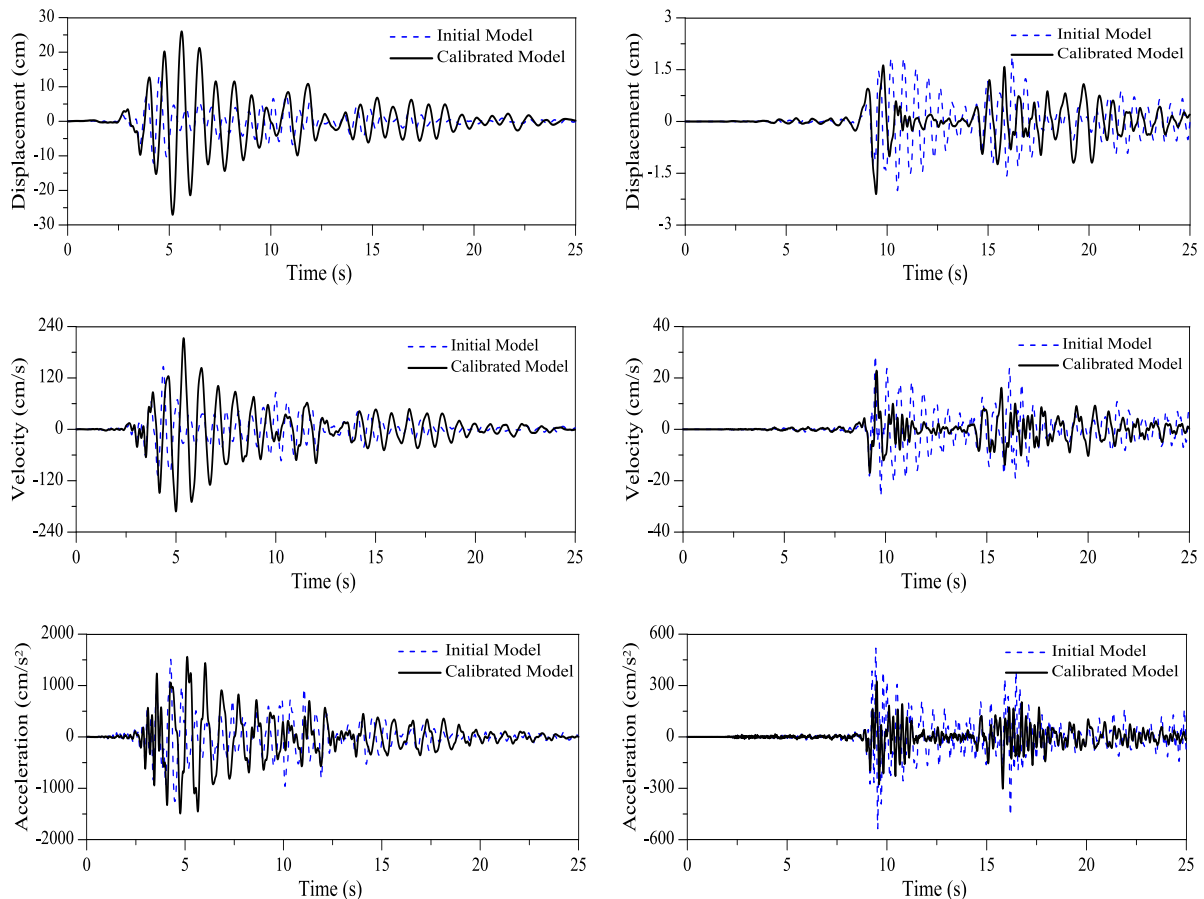 Displacement (cm)
30
20
10
0
-10
-20
-30
Initial Model
Calibrated Model
0 5 10 15 20 25
Time (s)
Displacement (cm)
3
1.5
0
-1.5
-3
Initial Model
Calibrated Model
0 5 10 15 20 25
Time (s)
Velocity (cm/s)
240
120
0
-120
-240
Initial Model
Calibrated Model
0 5 10 15 20 25
Time (s)
Velocity (cm/s)
40
20
0
-20
-40
Initial Model
Calibrated Model
0 5 10 15 20 25
Time (s)
Acceleration (cm/s²)
2000
1000
0
-1000
-2000
Initial Model
Calibrated Model
0 5 10 15 20 25
Time (s)
Acceleration (cm/s²)
600
300
0
-300
-600
Initial Model
Calibrated Model
0 5 10 15 20 25
Time (s)